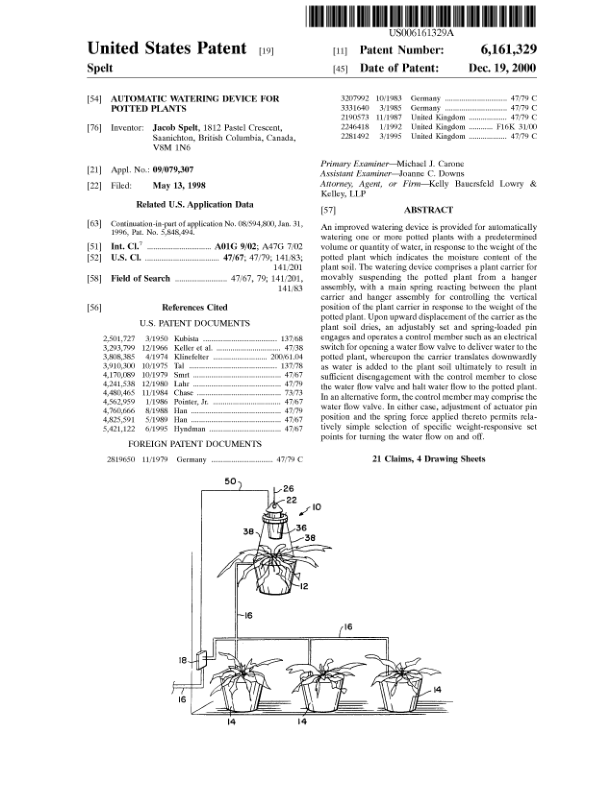 US006161329A
United States Patent [19]
Spelt
[11] Patent Number: 6,161,329
[45] Date of Patent: Dec. 19, 2000
[54] AUTOMATIC WATERING DEVICE FOR
POTTED PLANTS
[76] Inventor: Jacob Spelt, 1812 Pastel Crescent,
Saanichton, British Columbia, Canada,
V8M 1N6
[21] Appl. No.: 09/079,307
[22] Filed: May 13, 1998
Related U.S. Application Data
[63] Continuation-in-part of application No. 08/594,800, Jan. 31,
1996, Pat. No. 5,848,494.
[51] Int. Cl.7 .............................. A01G 9/02; A47G 7/02
[52] U.S. Cl. .................................. 47/67; 47/79; 141/83;
141/201
[58] Field of Search ........................ 47/67, 79; 141/201,
141/83
[56] References Cited
U.S. PATENT DOCUMENTS
2,501,727 3/1950 Kubista .................................. 137/68
3,293,799 12/1966 Keller et al. .............................. 47/38
3,808,385 4/1974 Klinefelter ........................ 200/61.04
3,910,300 10/1975 Tal ........................................ 137/78
4,170,089 10/1979 Smrt ...................................... 47/67
4,241,538 12/1980 Lahr ...................................... 47/79
4,480,465 11/1984 Chase .................................... 73/73
4,562,959 1/1986 Pointer, Jr. .............................. 47/67
4,760,666 8/1988 Han ........................................ 47/79
4,825,591 5/1989 Han ........................................ 47/67
5,421,122 6/1995 Hyndman ................................ 47/67
FOREIGN PATENT DOCUMENTS
2819650 11/1979 Germany .............................. 47/79 C
3207992 10/1983 Germany .............................. 47/79 C
3331640 3/1985 Germany .............................. 47/79 C
2190573 11/1987 United Kingdom .................. 47/79 C
2246418 1/1992 United Kingdom ........... F16K 31/00
2281492 3/1995 United Kingdom .................. 47/79 C
Primary Examiner—Michael J. Carone
Assistant Examiner—Joanne C. Downs
Attorney, Agent, or Firm—Kelly Bauersfeld Lowry &
Kelley, LLP
[57] ABSTRACT
An improved watering device is provided for automatically
watering one or more potted plants with a predetermined
volume or quantity of water, in response to the weight of the
potted plant which indicates the moisture content of the
plant soil. The watering device comprises a plant carrier for
movably suspending the potted plant from a hanger
assembly, with a main spring reacting between the plant
carrier and hanger assembly for controlling the vertical
position of the plant carrier in response to the weight of the
potted plant. Upon upward displacement of the carrier as the
plant soil dries, an adjustably set and spring-loaded pin
engages and operates a control member such as an electrical
switch for opening a water flow valve to deliver water to the
potted plant, whereupon the carrier translates downwardly
as water is added to the plant soil ultimately to result in
sufficient disengagement with the control member to close
the water flow valve and halt water flow to the potted plant.
In an alternative form, the control member may comprise the
water flow valve. In either case, adjustment of actuator pin
position and the spring force applied thereto permits rela-
tively simple selection of specific weight-responsive set
points for turning the water flow on and off.
21 Claims, 4 Drawing Sheets
50
26
22
10
38
36
38
12
16
16
18
16
14
14
14